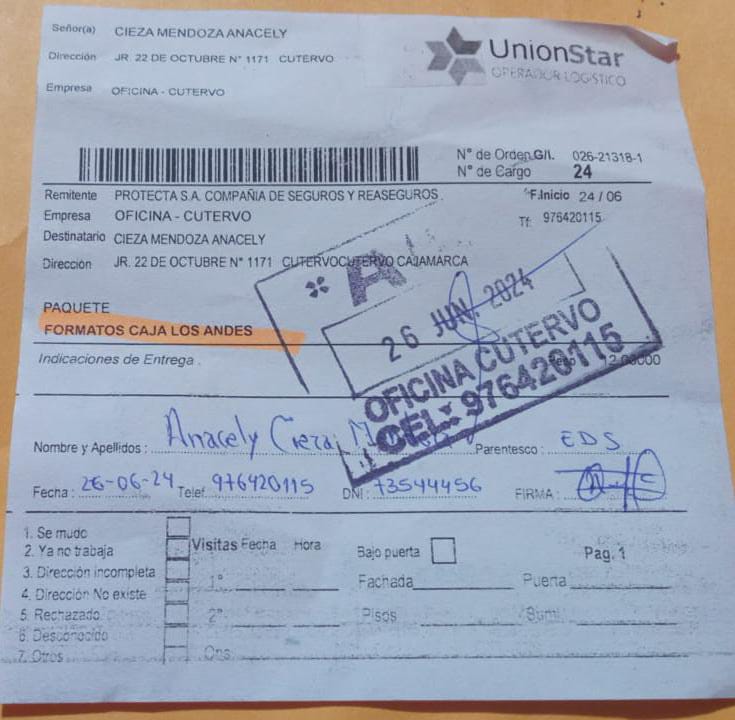 Señor(a) CIEZA MENDOZA ANACELY
Dirección JR. 22 DE OCTUBRE N° 1171 CUTERVO
Empresa OFICINA - CUTERVO
UnionStar
OPERADOR LOGÍSTICO
N° de Orden G/I. 026-21318-1
N° de Cargo 24
Remitente PROTECTA S.A. COMPAÑIA DE SEGUROS Y REASEGUROS. F.Inicio 24 / 06
Empresa OFICINA - CUTERVO Tf: 976420115
Destinatario CIEZA MENDOZA ANACELY
Dirección JR. 22 DE OCTUBRE N° 1171 CUTERVOCUTERVO CAJAMARCA
PAQUETE
FORMATOS CAJA LOS ANDES
26 JUN. 2024
OFICINA CUTERVO
CEL: 976420115
Indicaciones de Entrega .
Nombre y Apellidos : Anacely Cieza Parentesco : EDS
Fecha : 26-06-24 Telef. 976420115 DNI : 73544456 FIRMA :
1. Se mudo
2. Ya no trabaja
3. Dirección incompleta
4. Dirección No existe
5. Rechazado
6. Desconocido
7. Otros
Visitas Fecha Hora
1°
2°
Bajo puerta
Pag. 1
Fachada Puerta
Pisos Sumi.